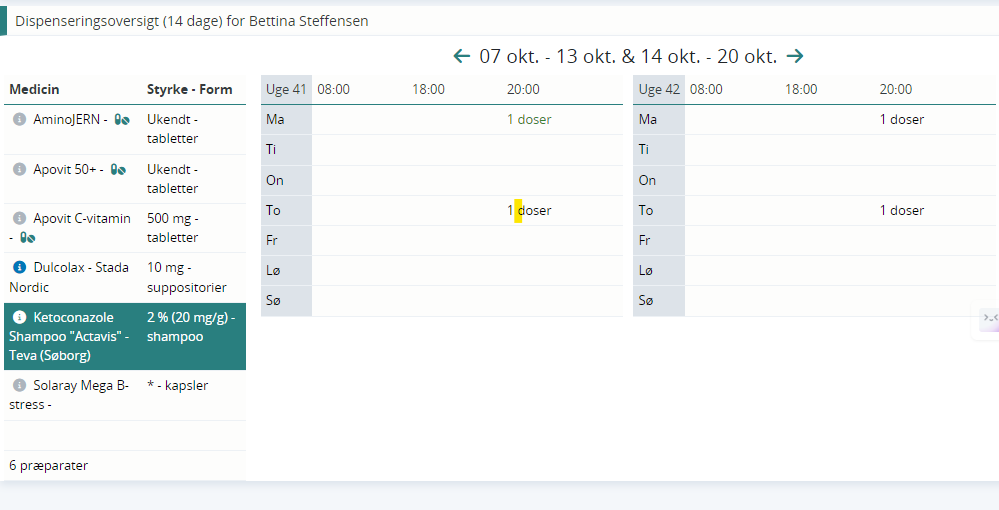 Dispenseringsoversigt (14 dage) for Bettina Steffensen
07 okt. - 13 okt. & 14 okt. - 20 okt.
Medicin Styrke - Form
AminoJERN - Ukendt -
tabletter
Apovit 50+ - Ukendt -
tabletter
Apovit C-vitamin 500 mg -
- tabletter
Dulcolax - Stada 10 mg -
Nordic suppositorier
Ketoconazole 2 % (20 mg/g) -
Shampoo "Actavis" - shampoo
Teva (Søborg)
Solaray Mega B- * - kapsler
stress -
6 præparater
Uge 41 08:00 18:00 20:00
Ma 1 doser
Ti
On
To 1 doser
Fr
Lø
Sø
Uge 42 08:00 18:00 20:00
Ma 1 doser
Ti
On
To 1 doser
Fr
Lø
Sø